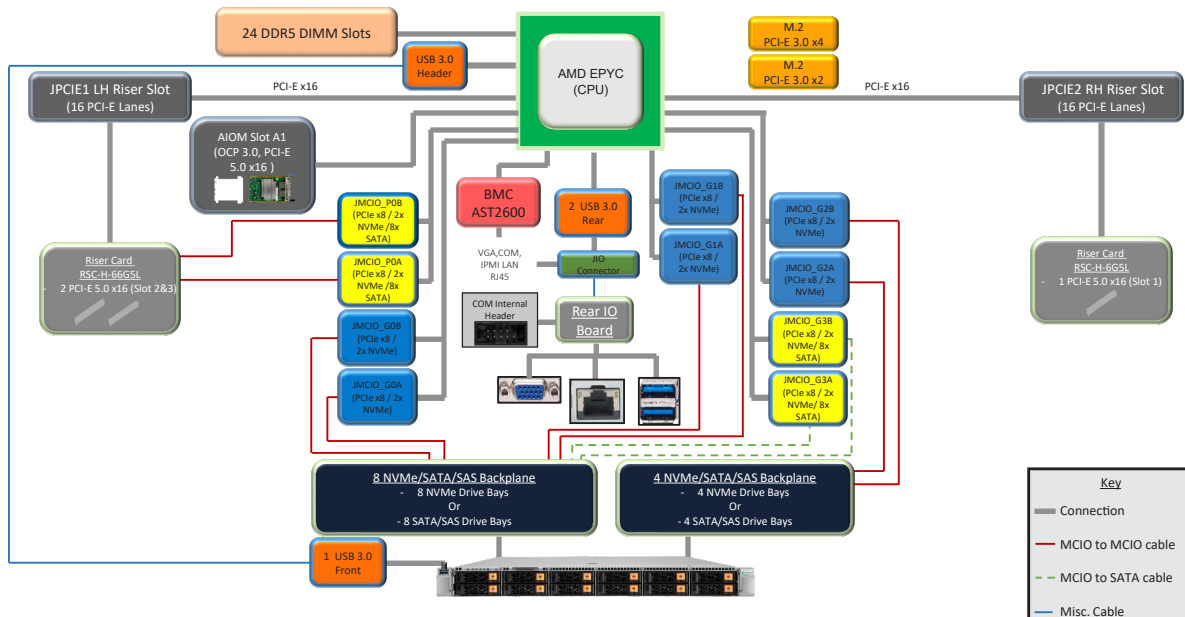 24 DDR5 DIMM Slots
USB 3.0
Header
AMD EPYC
(CPU)
M.2
PCI-E 3.0 x4
M.2
PCI-E 3.0 x2
JPCIE1 LH Riser Slot
(16 PCI-E Lanes)
PCI-E x16
PCI-E x16
JPCIE2 RH Riser Slot
(16 PCI-E Lanes)
AIOM Slot A1
(OCP 3.0, PCI-E
5.0 x16 )
BMC
AST2600
2 USB 3.0
Rear
JMCIO_P0B
(PCIe x8 / 2x
NVMe /8x
SATA)
JMCIO_P0A
(PCIe x8 / 2x
NVMe /8x
SATA)
JMCIO_G0B
(PCIe x8 /
2x NVMe)
JMCIO_G0A
(PCIe x8 / 2x
NVMe)
JMCIO_G1B
(PCIe x8 /
2x NVMe)
JMCIO_G1A
(PCIe x8 /
2x NVMe)
JMCIO_G2B
(PCIe x8 / 2x
NVMe)
JMCIO_G2A
(PCIe x8 / 2x
NVMe)
JMCIO_G3B
(PCIe x8 / 2x
NVMe/ 8x
SATA)
JMCIO_G3A
(PCIe x8 / 2x
NVMe/ 8x
SATA)
VGA,COM,
IPMI LAN
RJ45
JIO
Connector
COM Internal
Header
Rear IO
Board
Riser Card
RSC-H-66G5L
- 2 PCI-E 5.0 x16 (Slot 2&3)
Riser Card
RSC-H-6G5L
- 1 PCI-E 5.0 x16 (Slot 1)
8 NVMe/SATA/SAS Backplane
- 8 NVMe Drive Bays
Or
- 8 SATA/SAS Drive Bays
4 NVMe/SATA/SAS Backplane
- 4 NVMe Drive Bays
Or
- 4 SATA/SAS Drive Bays
1 USB 3.0
Front
Key
Connection
MCIO to MCIO cable
MCIO to SATA cable
Misc. Cable